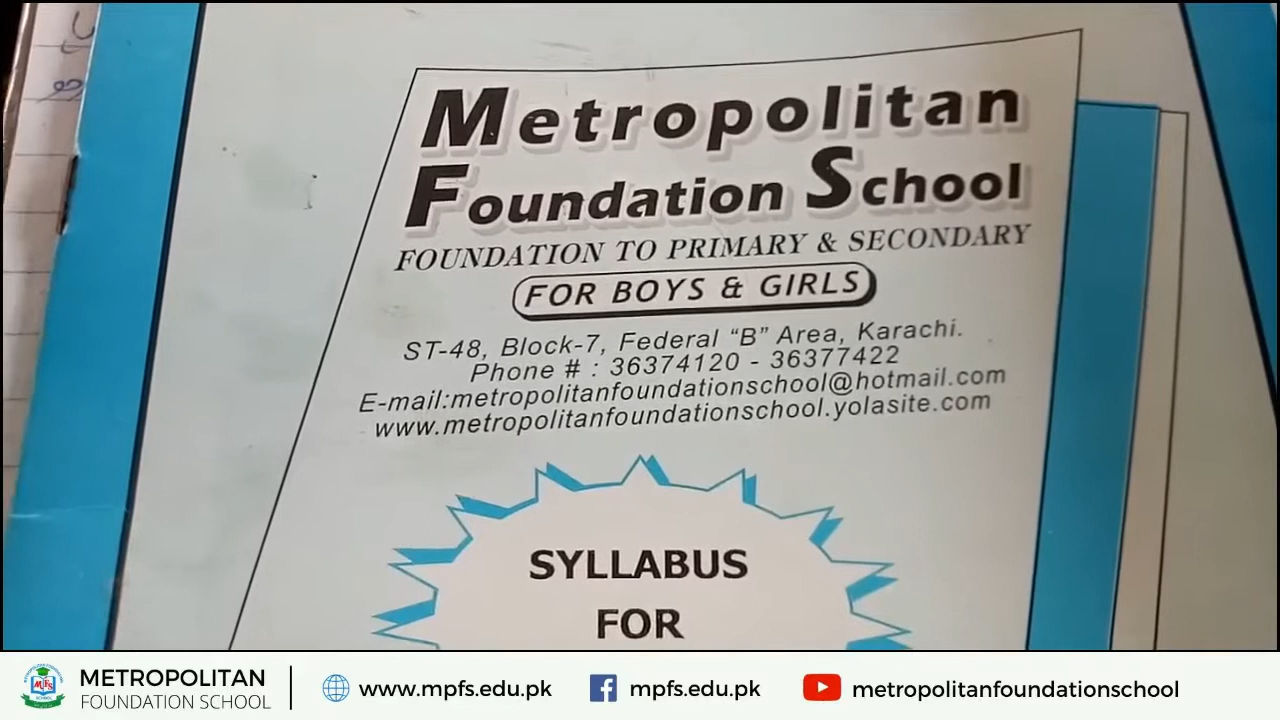 Metropolitan
Foundation School
FOUNDATION TO PRIMARY & SECONDARY
FOR BOYS & GIRLS
ST-48, Block-7, Federal “B” Area, Karachi.
Phone # : 36374120 - 36377422
E-mail:metropolitanfoundationschool@hotmail.com
www.metropolitanfoundationschool.yolasite.com
SYLLABUS
FOR
METROPOLITAN
FOUNDATION SCHOOL
www.mpfs.edu.pk
mpfs.edu.pk
metropolitanfoundationschool